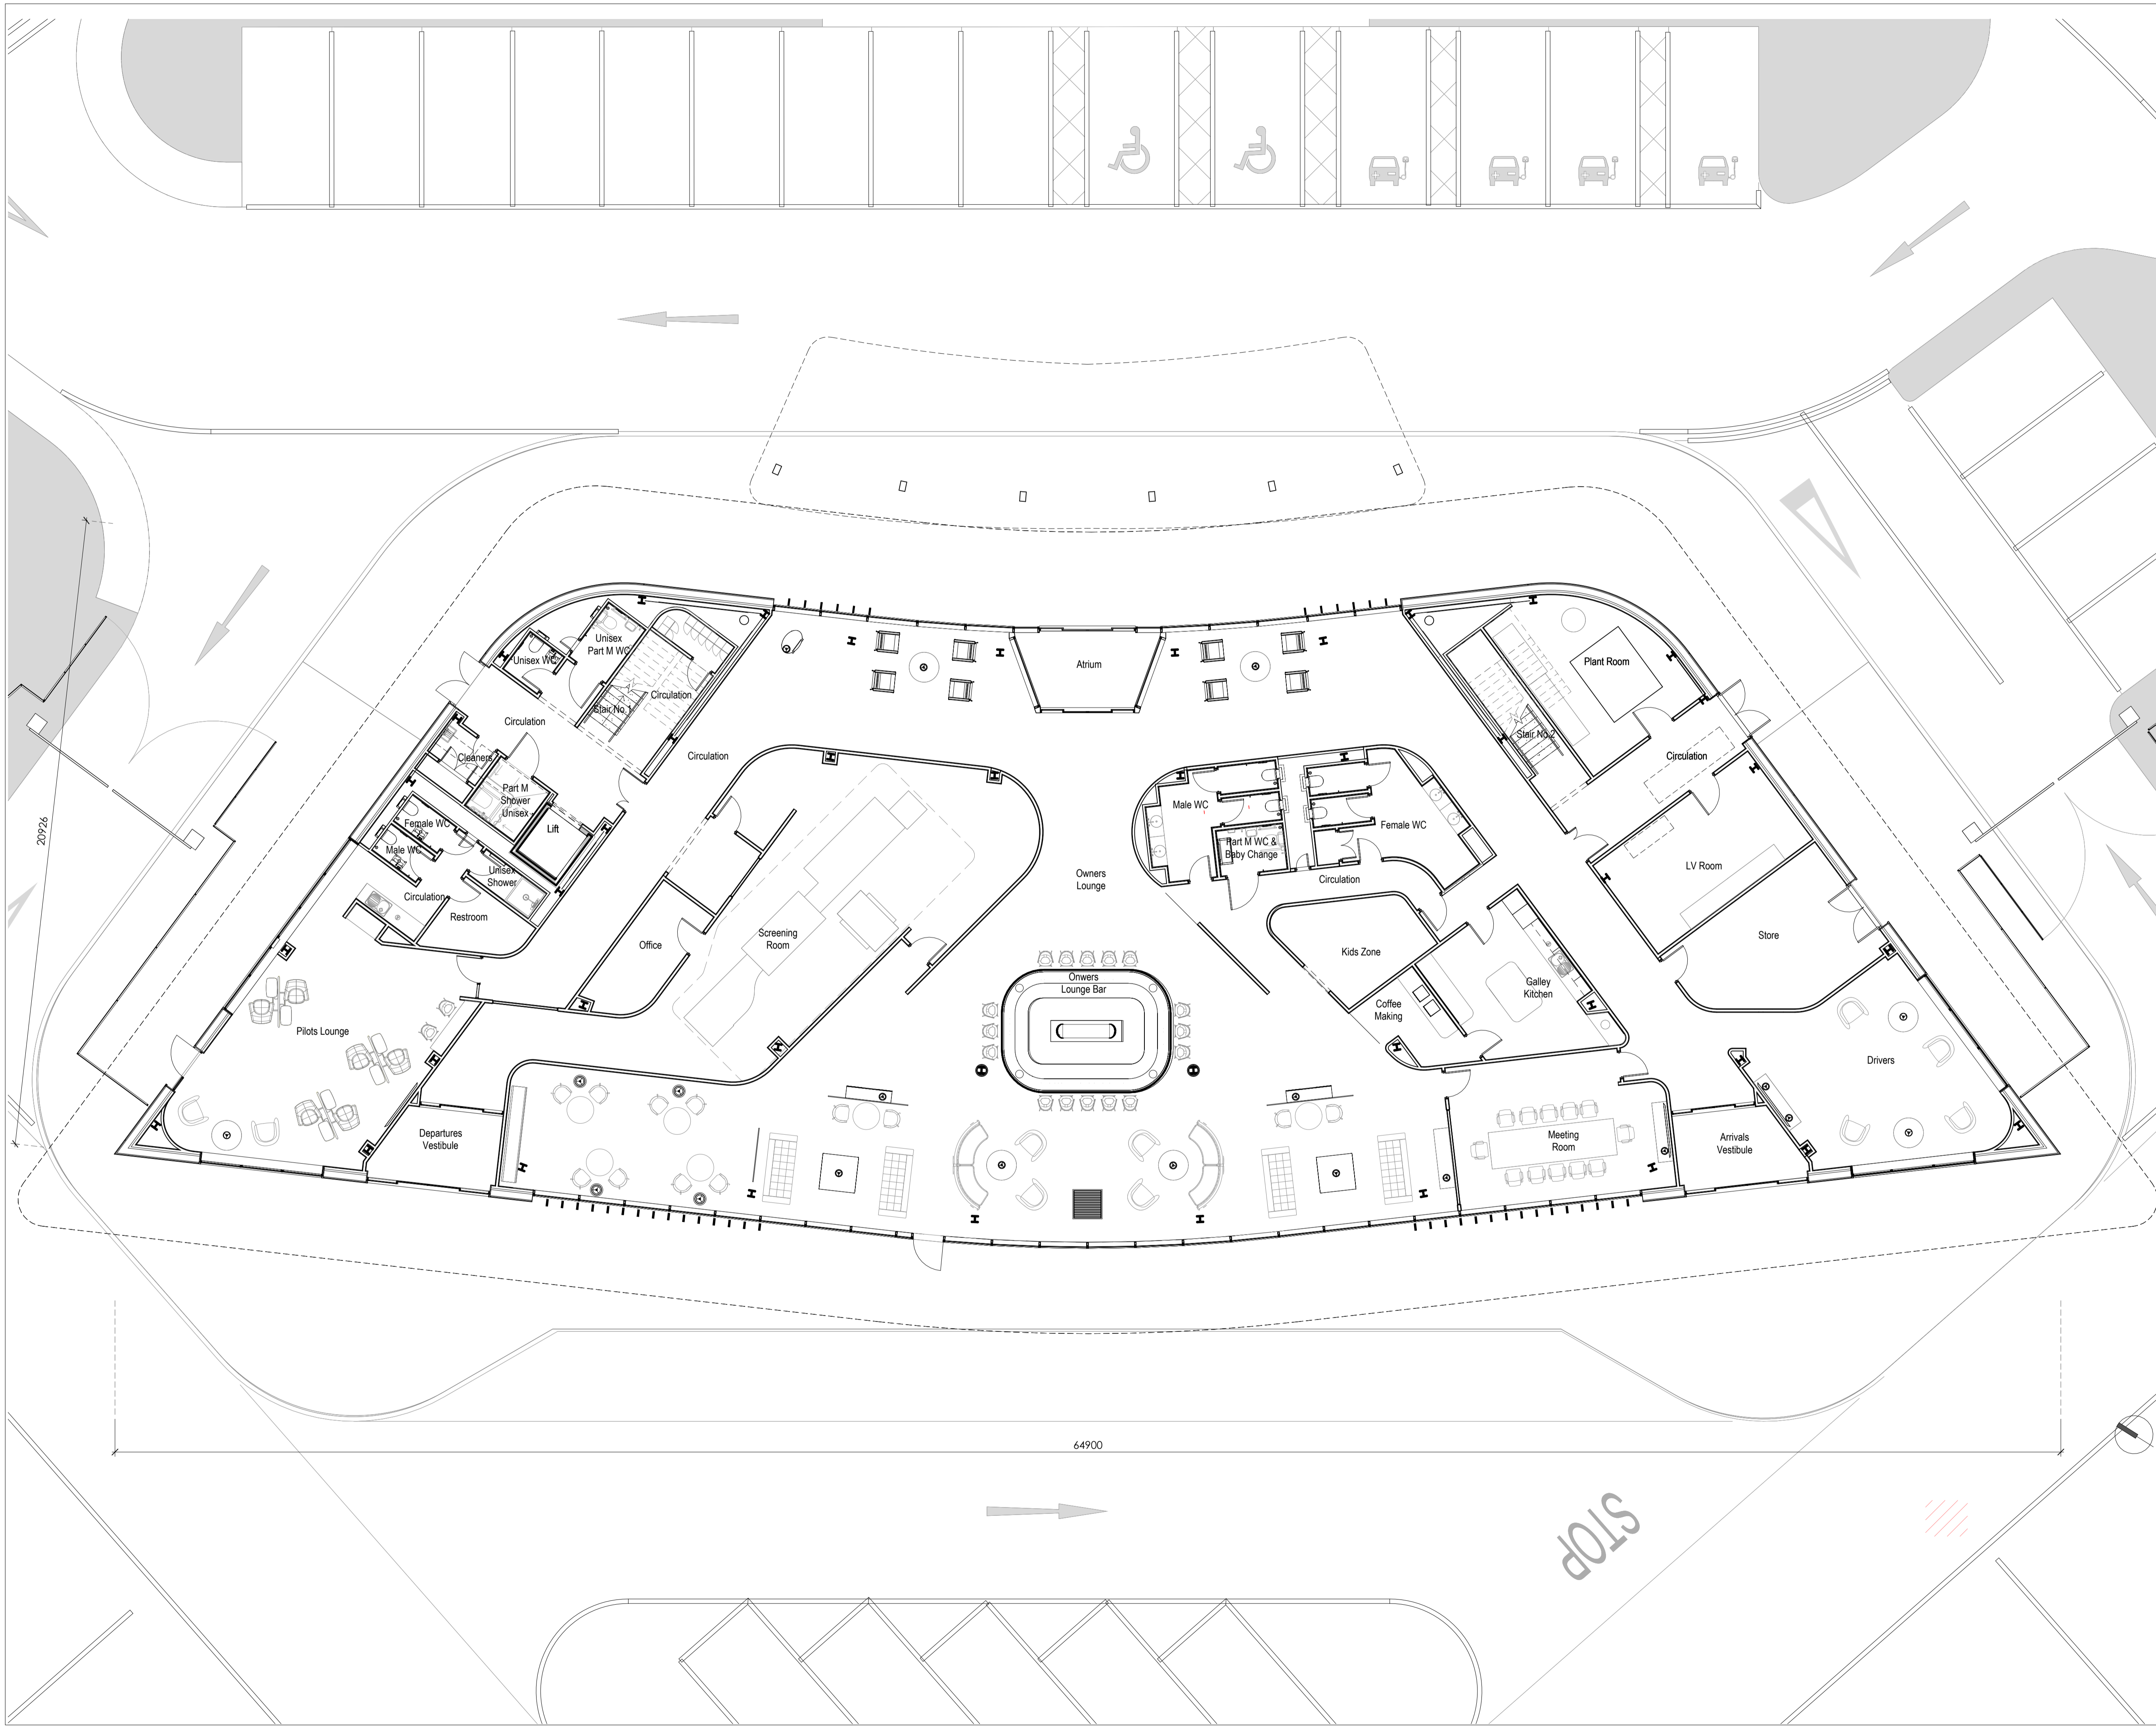 Unisex
Part M WC
Unisex WC
Circulation
Stair No.1
Circulation
Circulation
Cleaners
Part M
Shower
Unisex
Lift
Female WC
Male WC
Unisex
Shower
Circulation
Restroom
Office
Screening
Room
Pilots Lounge
Departures
Vestibule
Atrium
Owners
Lounge
Onwers
Lounge Bar
Male WC
Part M WC &
Baby Change
Female WC
Circulation
Kids Zone
Coffee
Making
Galley
Kitchen
Meeting
Room
Plant Room
Stair No.2
Circulation
LV Room
Store
Drivers
Arrivals
Vestibule
20926
64900
STOP